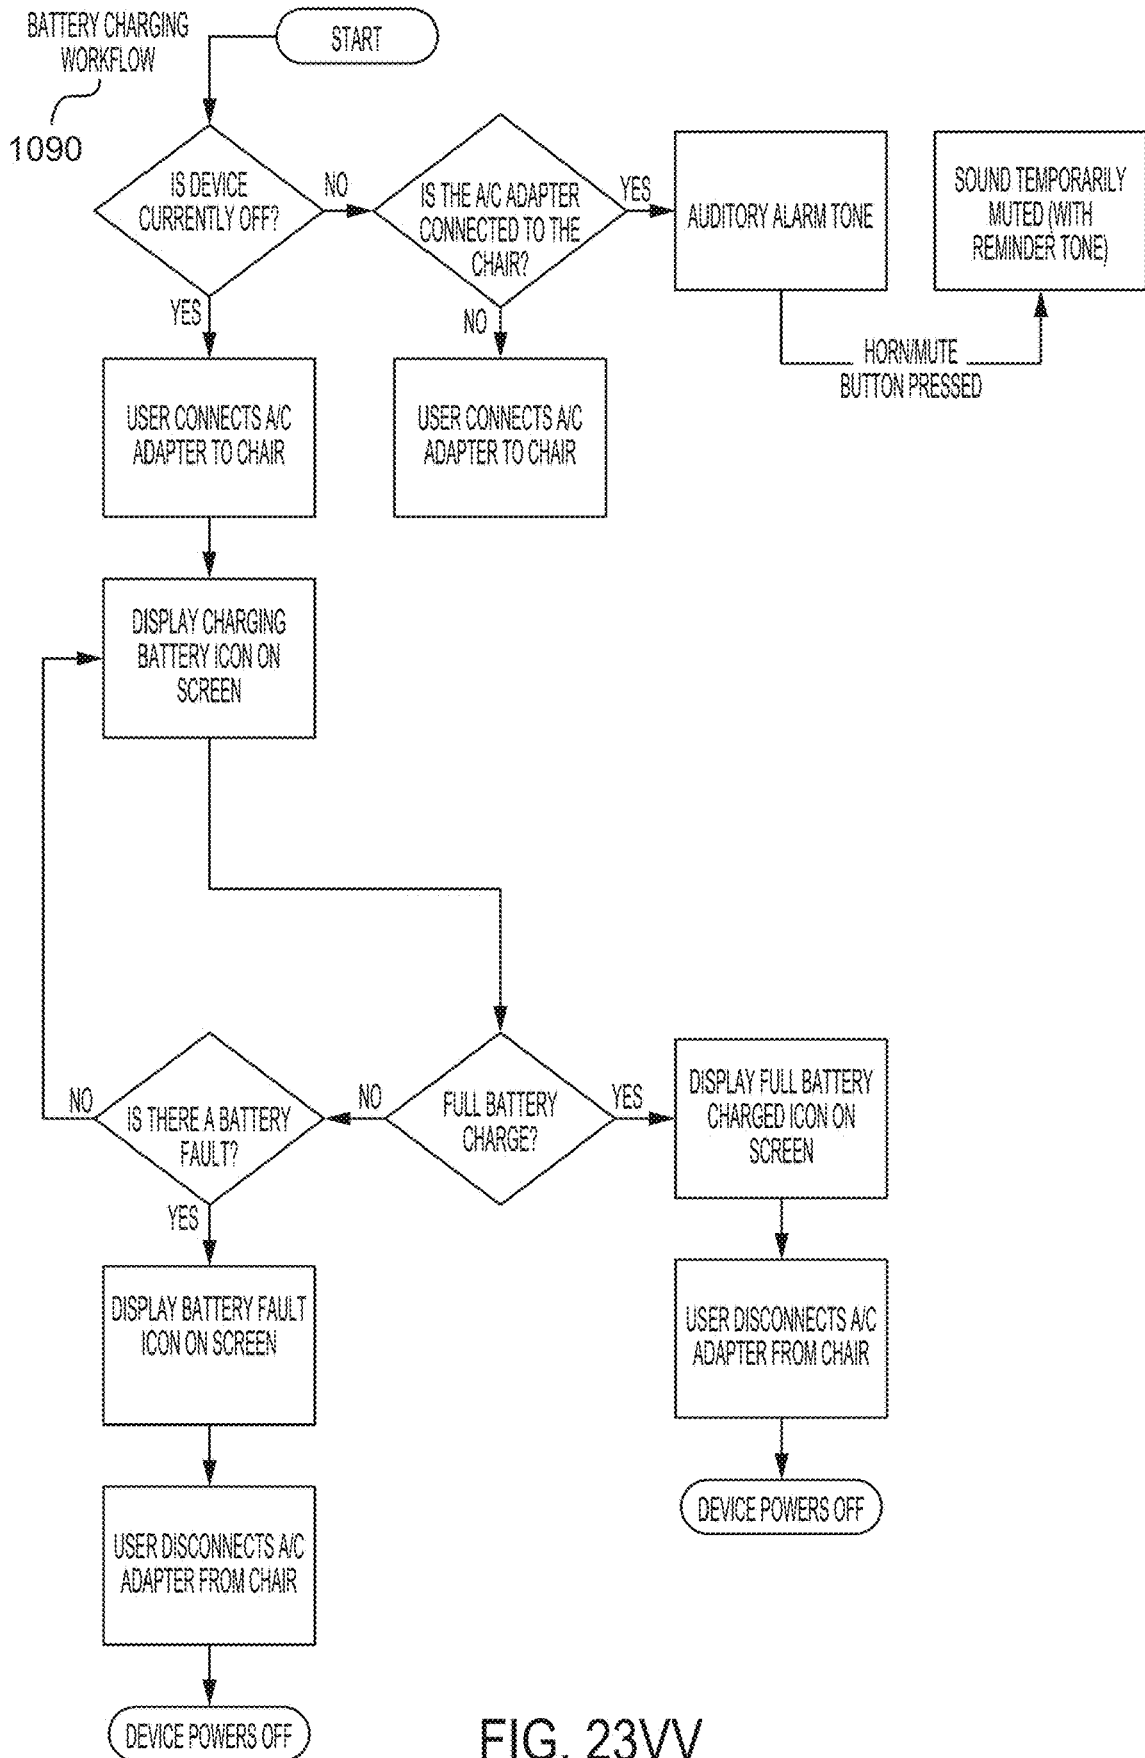 BATTERY CHARGING
WORKFLOW
1090
START
IS DEVICE
CURRENTLY OFF?
NO
IS THE A/C ADAPTER
CONNECTED TO THE
CHAIR?
YES
AUDITORY ALARM TONE
SOUND TEMPORARILY
MUTED (WITH
REMINDER TONE)
HORN/MUTE
BUTTON PRESSED
YES
NO
USER CONNECTS A/C
ADAPTER TO CHAIR
USER CONNECTS A/C
ADAPTER TO CHAIR
DISPLAY CHARGING
BATTERY ICON ON
SCREEN
NO
IS THERE A BATTERY
FAULT?
NO
FULL BATTERY
CHARGE?
YES
DISPLAY FULL BATTERY
CHARGED ICON ON
SCREEN
YES
DISPLAY BATTERY FAULT
ICON ON SCREEN
USER DISCONNECTS A/C
ADAPTER FROM CHAIR
DEVICE POWERS OFF
USER DISCONNECTS A/C
ADAPTER FROM CHAIR
DEVICE POWERS OFF
FIG. 23VV